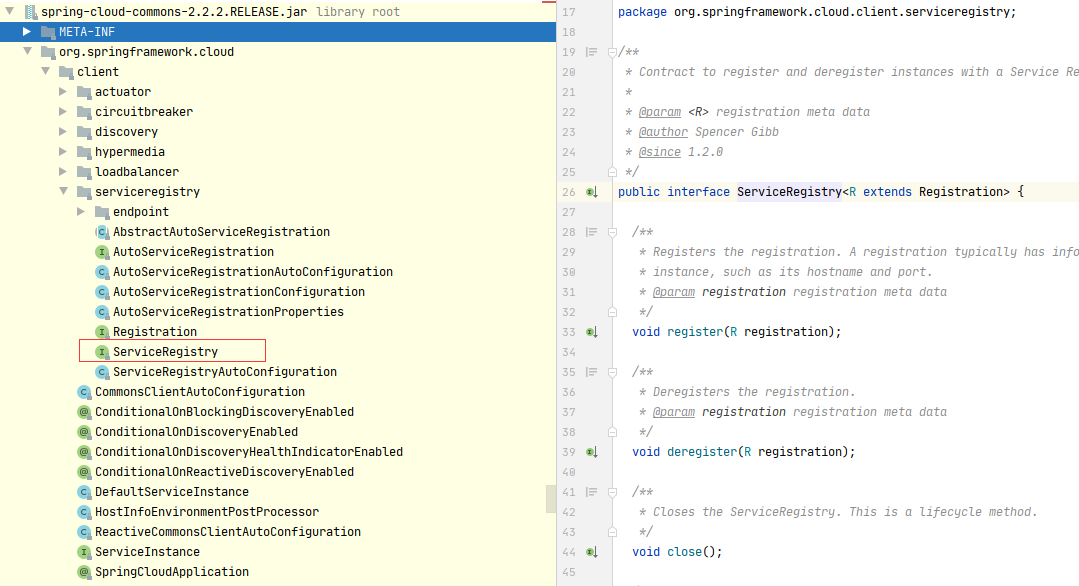 spring-cloud-commons-2.2.2.RELEASE.jar library root
META-INF
org.springframework.cloud
client
actuator
circuitbreaker
discovery
hypermedia
loadbalancer
serviceregistry
endpoint
AbstractAutoServiceRegistration
AutoServiceRegistration
AutoServiceRegistrationAutoConfiguration
AutoServiceRegistrationConfiguration
AutoServiceRegistrationProperties
Registration
ServiceRegistry
ServiceRegistryAutoConfiguration
CommonsClientAutoConfiguration
ConditionalOnBlockingDiscoveryEnabled
ConditionalOnDiscoveryEnabled
ConditionalOnDiscoveryHealthIndicatorEnabled
ConditionalOnReactiveDiscoveryEnabled
DefaultServiceInstance
HostInfoEnvironmentPostProcessor
ReactiveCommonsClientAutoConfiguration
ServiceInstance
SpringCloudApplication
17 package org.springframework.cloud.client.serviceregistry;
18
19 /**
20 * Contract to register and deregister instances with a Service Re
21 *
22 * @param <R> registration meta data
23 * @author Spencer Gibb
24 * @since 1.2.0
25 */
26 public interface ServiceRegistry<R extends Registration> {
27
28 /**
29 * Registers the registration. A registration typically has info
30 * instance, such as its hostname and port.
31 * @param registration registration meta data
32 */
33 void register(R registration);
34
35 /**
36 * Deregisters the registration.
37 * @param registration registration meta data
38 */
39 void deregister(R registration);
40
41 /**
42 * Closes the ServiceRegistry. This is a lifecycle method.
43 */
44 void close();
45